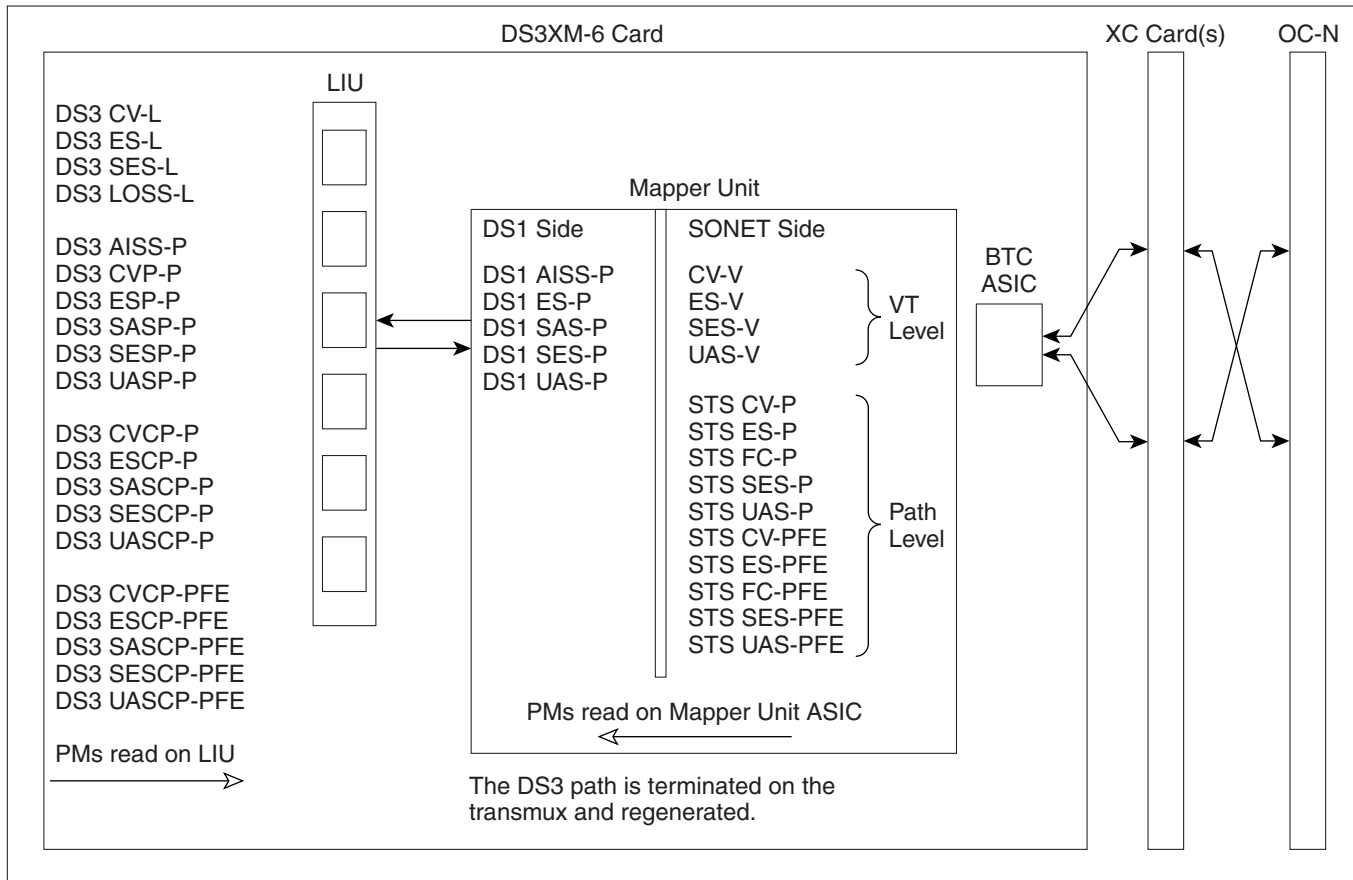 DS3XM-6 Card
XC Card(s)
OC-N
LIU
DS3 CV-L
DS3 ES-L
DS3 SES-L
DS3 LOSS-L
DS3 AISS-P
DS3 CVP-P
DS3 ESP-P
DS3 SASP-P
DS3 SESP-P
DS3 UASP-P
DS3 CVCP-P
DS3 ESCP-P
DS3 SASCP-P
DS3 SESCP-P
DS3 UASCP-P
DS3 CVCP-PFE
DS3 ESCP-PFE
DS3 SASCP-PFE
DS3 SESCP-PFE
DS3 UASCP-PFE
PMs read on LIU
Mapper Unit
DS1 Side
DS1 AISS-P
DS1 ES-P
DS1 SAS-P
DS1 SES-P
DS1 UAS-P
SONET Side
CV-V
ES-V
SES-V
UAS-V
VT
Level
STS CV-P
STS ES-P
STS FC-P
STS SES-P
STS UAS-P
STS CV-PFE
STS ES-PFE
STS FC-PFE
STS SES-PFE
STS UAS-PFE
Path
Level
PMs read on Mapper Unit ASIC
The DS3 path is terminated on the
transmux and regenerated.
BTC
ASIC